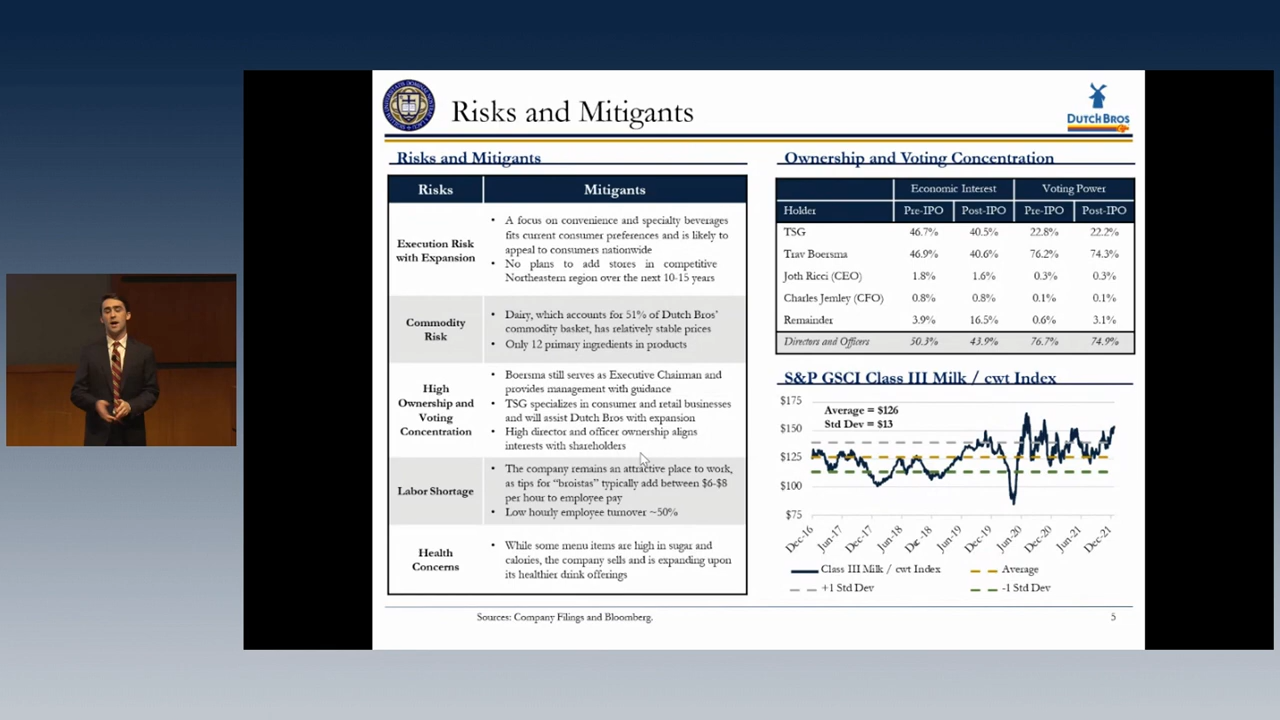 Risks and Mitigants
DUTCH BROS
Risks and Mitigants
Risks Mitigants
Execution Risk
with Expansion
• A focus on convenience and specialty beverages
fits current consumer preferences and is likely to
appeal to consumers nationwide
• No plans to add stores in competitive
Northeastern region over the next 10-15 years
Commodity
Risk
• Dairy, which accounts for 51% of Dutch Bros'
commodity basket, has relatively stable prices
• Only 12 primary ingredients in products
High
Ownership and
Voting
Concentration
• Boersma still serves as Executive Chairman and
provides management with guidance
• TSG specializes in consumer and retail businesses
and will assist Dutch Bros with expansion
• High director and officer ownership aligns
interests with shareholders
Labor Shortage
• The company remains an attractive place to work,
as tips for "broistas" typically add between $6-$8
per hour to employee pay
• Low hourly employee turnover ~50%
Health
Concerns
• While some menu items are high in sugar and
calories, the company sells and is expanding upon
its healthier drink offerings
Ownership and Voting Concentration
Economic Interest Voting Power
Holder Pre-IPO Post-IPO Pre-IPO Post-IPO
TSG 46.7% 40.5% 22.8% 22.2%
Trav Boersma 46.9% 40.6% 76.2% 74.3%
Joth Ricci (CEO) 1.8% 1.6% 0.3% 0.3%
Charles Jemley (CFO) 0.8% 0.8% 0.1% 0.1%
Remainder 3.9% 16.5% 0.6% 3.1%
Directors and Officers 50.3% 43.9% 76.7% 74.9%
S&P GSCI Class III Milk / cwt Index
Average = $126
Std Dev = $13
$175
$150
$125
$100
$75
Dec-16 Jun-17 Dec-17 Jun-18 Dec-18 Jun-19 Dec-19 Jun-20 Dec-20 Jun-21 Dec-21
Class III Milk / cwt Index Average
+1 Std Dev -1 Std Dev
Sources: Company Filings and Bloomberg. 5